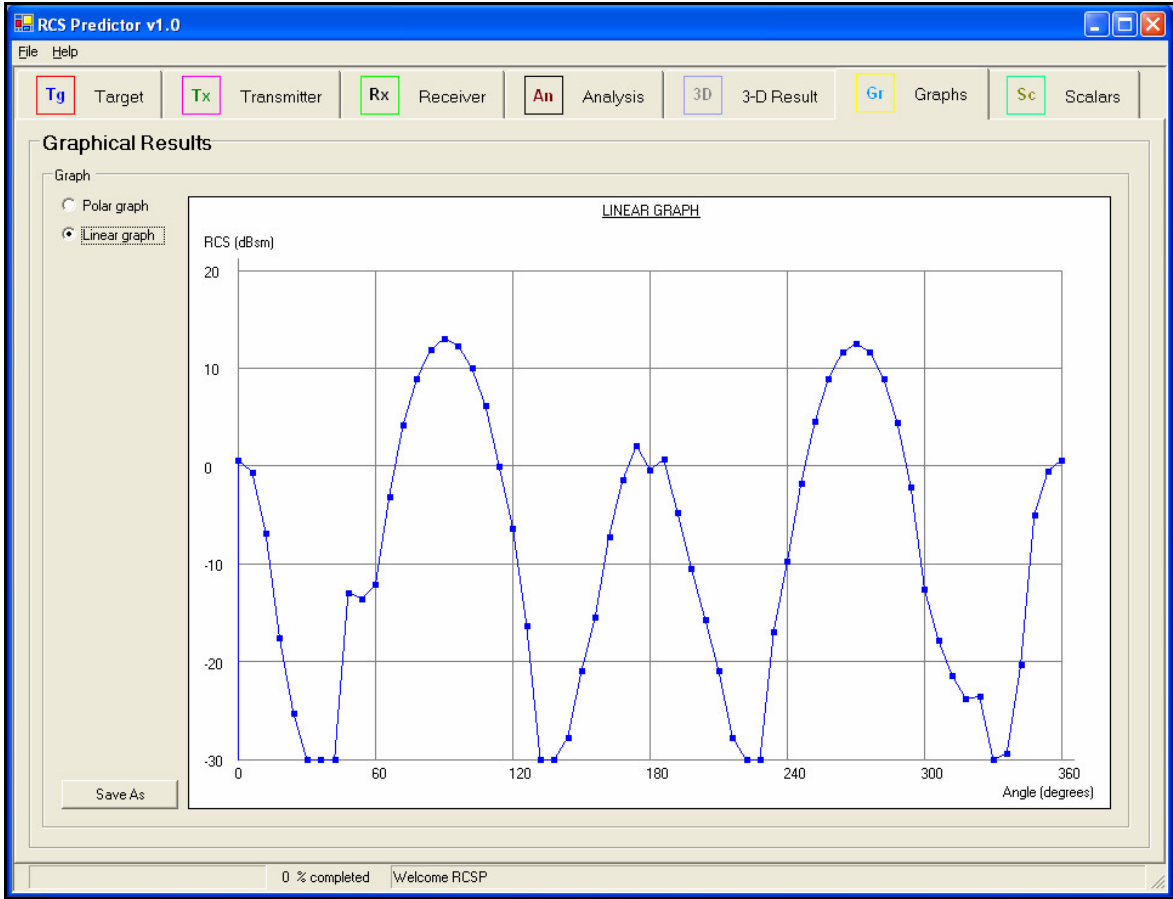 RCS Predictor v1.0
File Help
Tg Target Tx Transmitter Rx Receiver An Analysis 3D 3-D Result Gr Graphs Sc Scalars
Graphical Results
Graph
Polar graph
Linear graph
LINEAR GRAPH
RCS (dBsm)
20
10
0
-10
-20
-30
0 60 120 180 240 300 360
Angle (degrees)
Save As
0 % completed Welcome RCSP